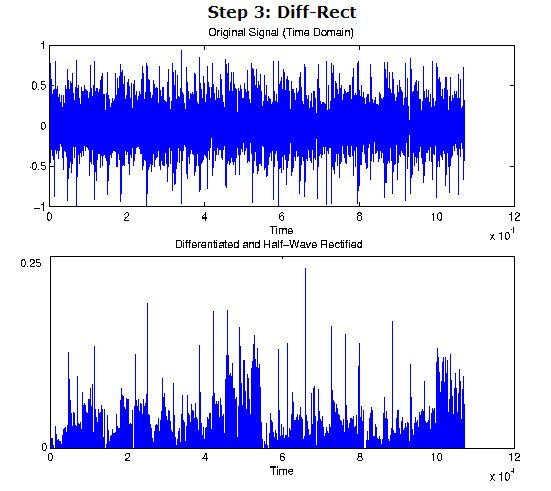 Step 3: Diff-Rect
Original Signal (Time Domain)
1
0.5
0
-0.5
-1
0 2 4 6 8 10 12
Time
x 10^4
Differentiated and Half-Wave Rectified
0.25
0
0 2 4 6 8 10 12
Time
x 10^4